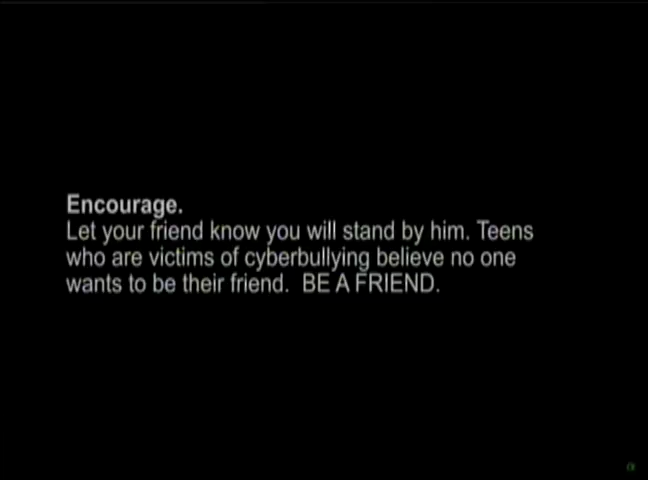 Encourage.
Let your friend know you will stand by him. Teens
who are victims of cyberbullying believe no one
wants to be their friend.  BE A FRIEND.